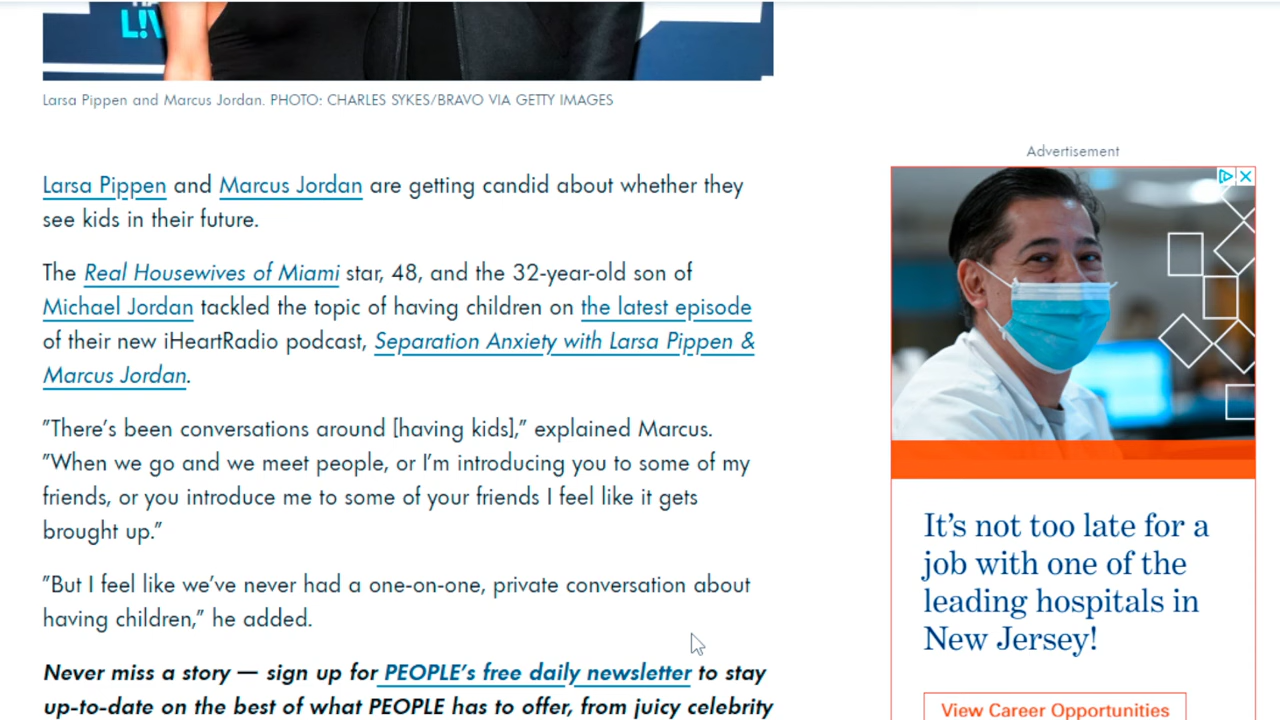 L!V
Larsa Pippen and Marcus Jordan. PHOTO: CHARLES SYKES/BRAVO VIA GETTY IMAGES
Advertisement
Larsa Pippen and Marcus Jordan are getting candid about whether they
see kids in their future.
The Real Housewives of Miami star, 48, and the 32-year-old son of
Michael Jordan tackled the topic of having children on the latest episode
of their new iHeartRadio podcast, Separation Anxiety with Larsa Pippen &
Marcus Jordan.
"There's been conversations around [having kids]," explained Marcus.
"When we go and we meet people, or I'm introducing you to some of my
friends, or you introduce me to some of your friends I feel like it gets
brought up."
"But I feel like we've never had a one-on-one, private conversation about
having children," he added.
Never miss a story — sign up for PEOPLE's free daily newsletter to stay
up-to-date on the best of what PEOPLE has to offer, from juicy celebrity
It's not too late for a
job with one of the
leading hospitals in
New Jersey!
View Career Opportunities